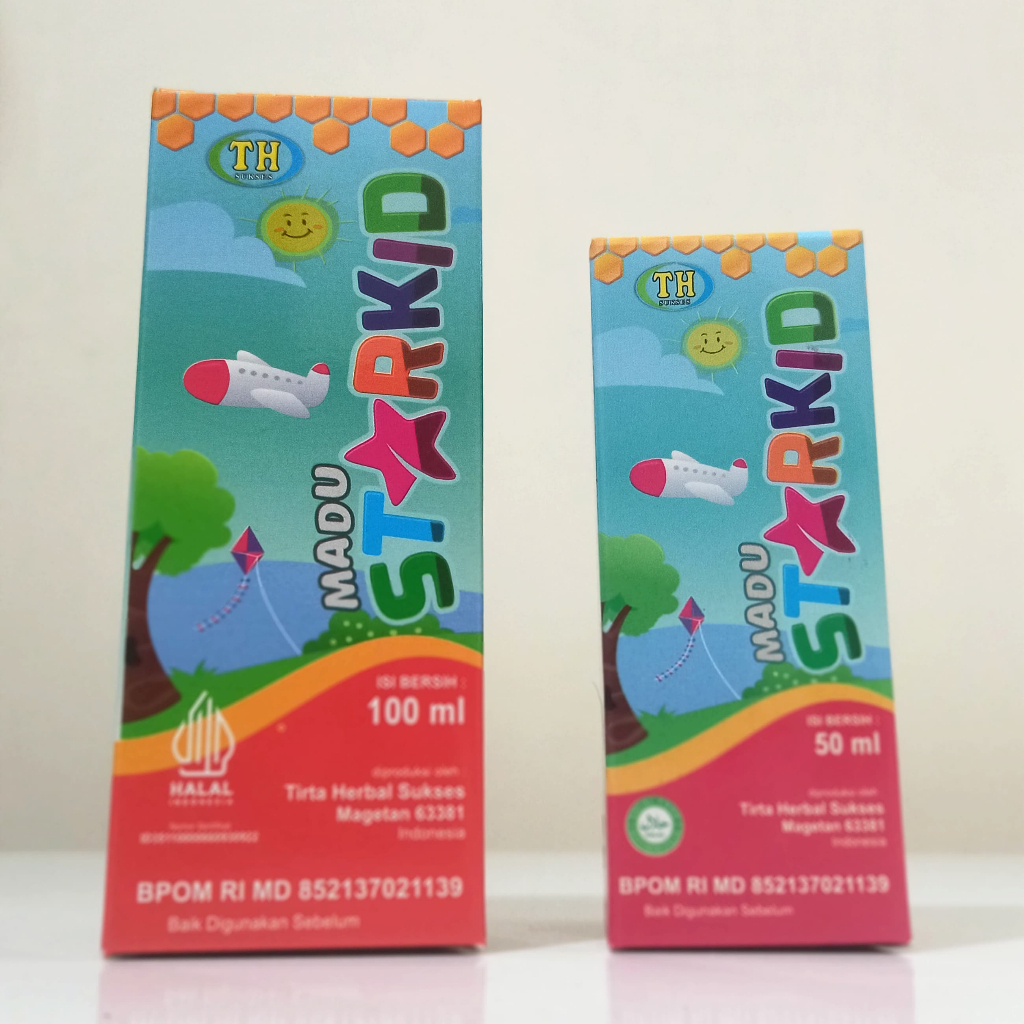 TH
SUKSES
MADU
STARKID
ISI BERSIH :
100 ml
diproduksi oleh :
Tirta Herbal Sukses
Magetan 63381
Indonesia
HALAL
INDONESIA
BPOM RI MD 852137021139
Baik Digunakan Sebelum
TH
SUKSES
MADU
STARKID
ISI BERSIH :
50 ml
diproduksi oleh :
Tirta Herbal Sukses
Magetan 63381
Indonesia
حلال
BPOM RI MD 852137021139
Baik Digunakan Sebelum